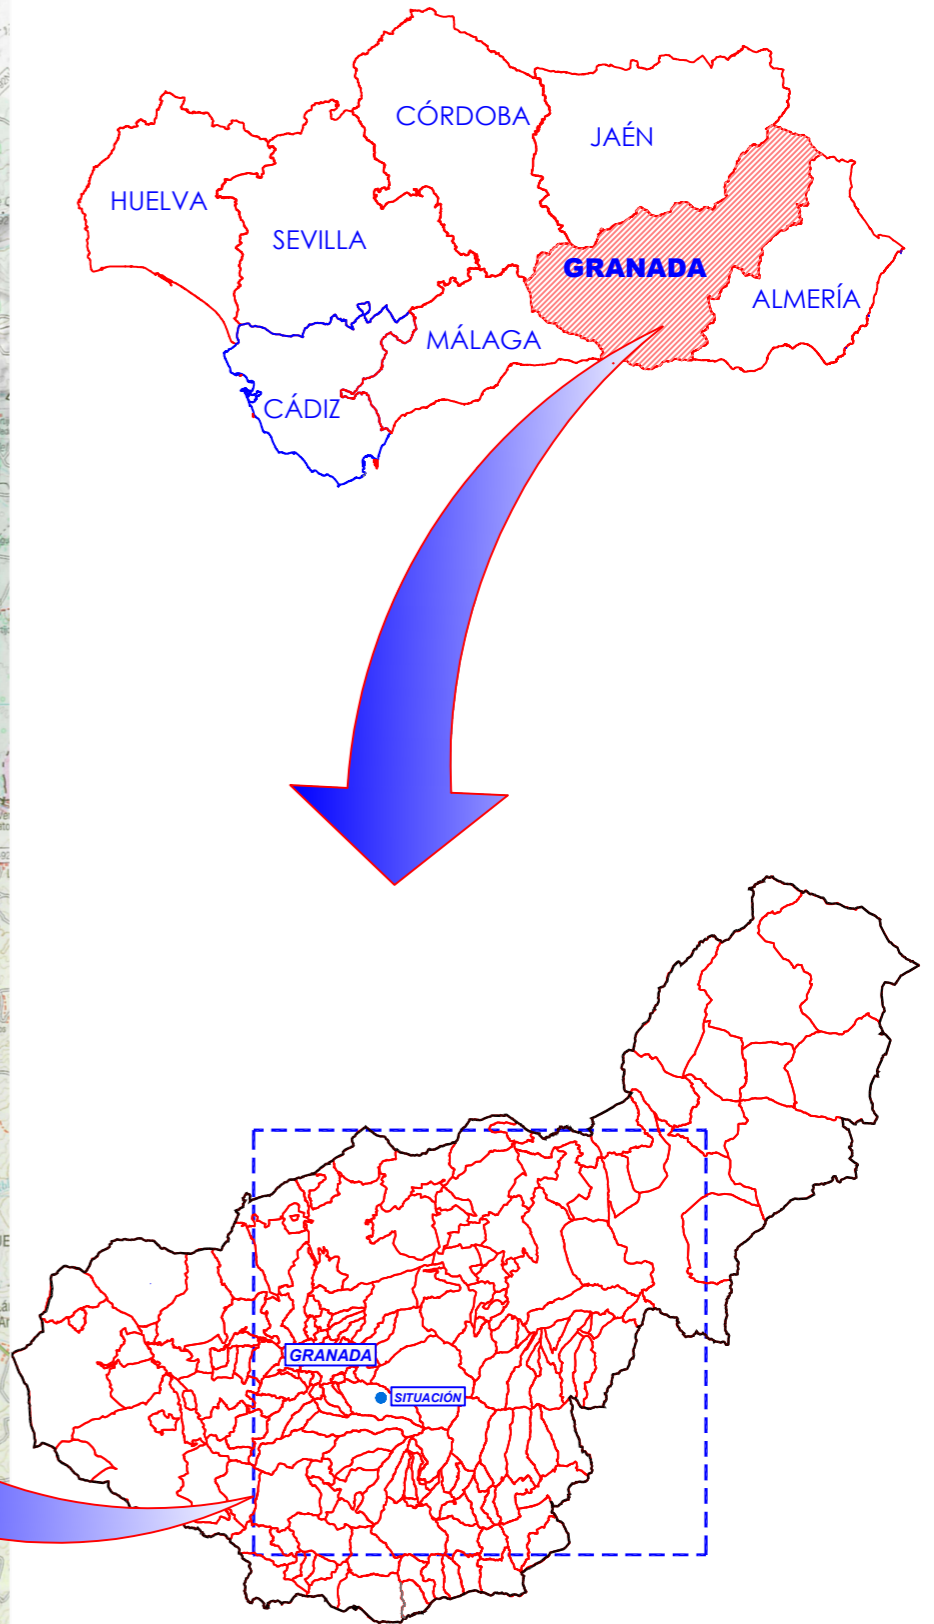 CÓRDOBA
JAÉN
HUELVA
SEVILLA
GRANADA
ALMERÍA
MÁLAGA
CÁDIZ
GRANADA
SITUACIÓN